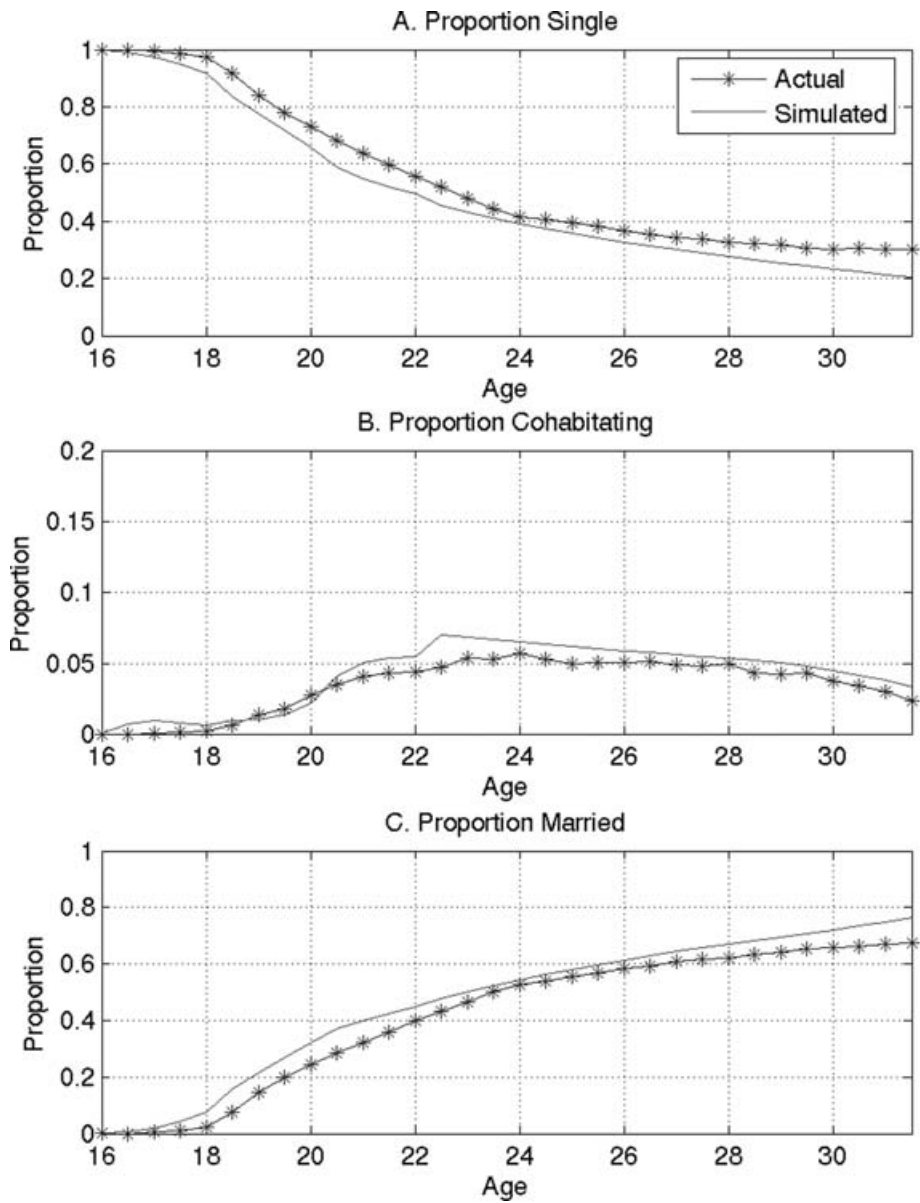 A. Proportion Single
1
0.8
0.6
0.4
0.2
0
Proportion
Actual
Simulated
16 18 20 22 24 26 28 30
Age
B. Proportion Cohabitating
0.2
0.15
0.1
0.05
0
Proportion
16 18 20 22 24 26 28 30
Age
C. Proportion Married
1
0.8
0.6
0.4
0.2
0
Proportion
16 18 20 22 24 26 28 30
Age